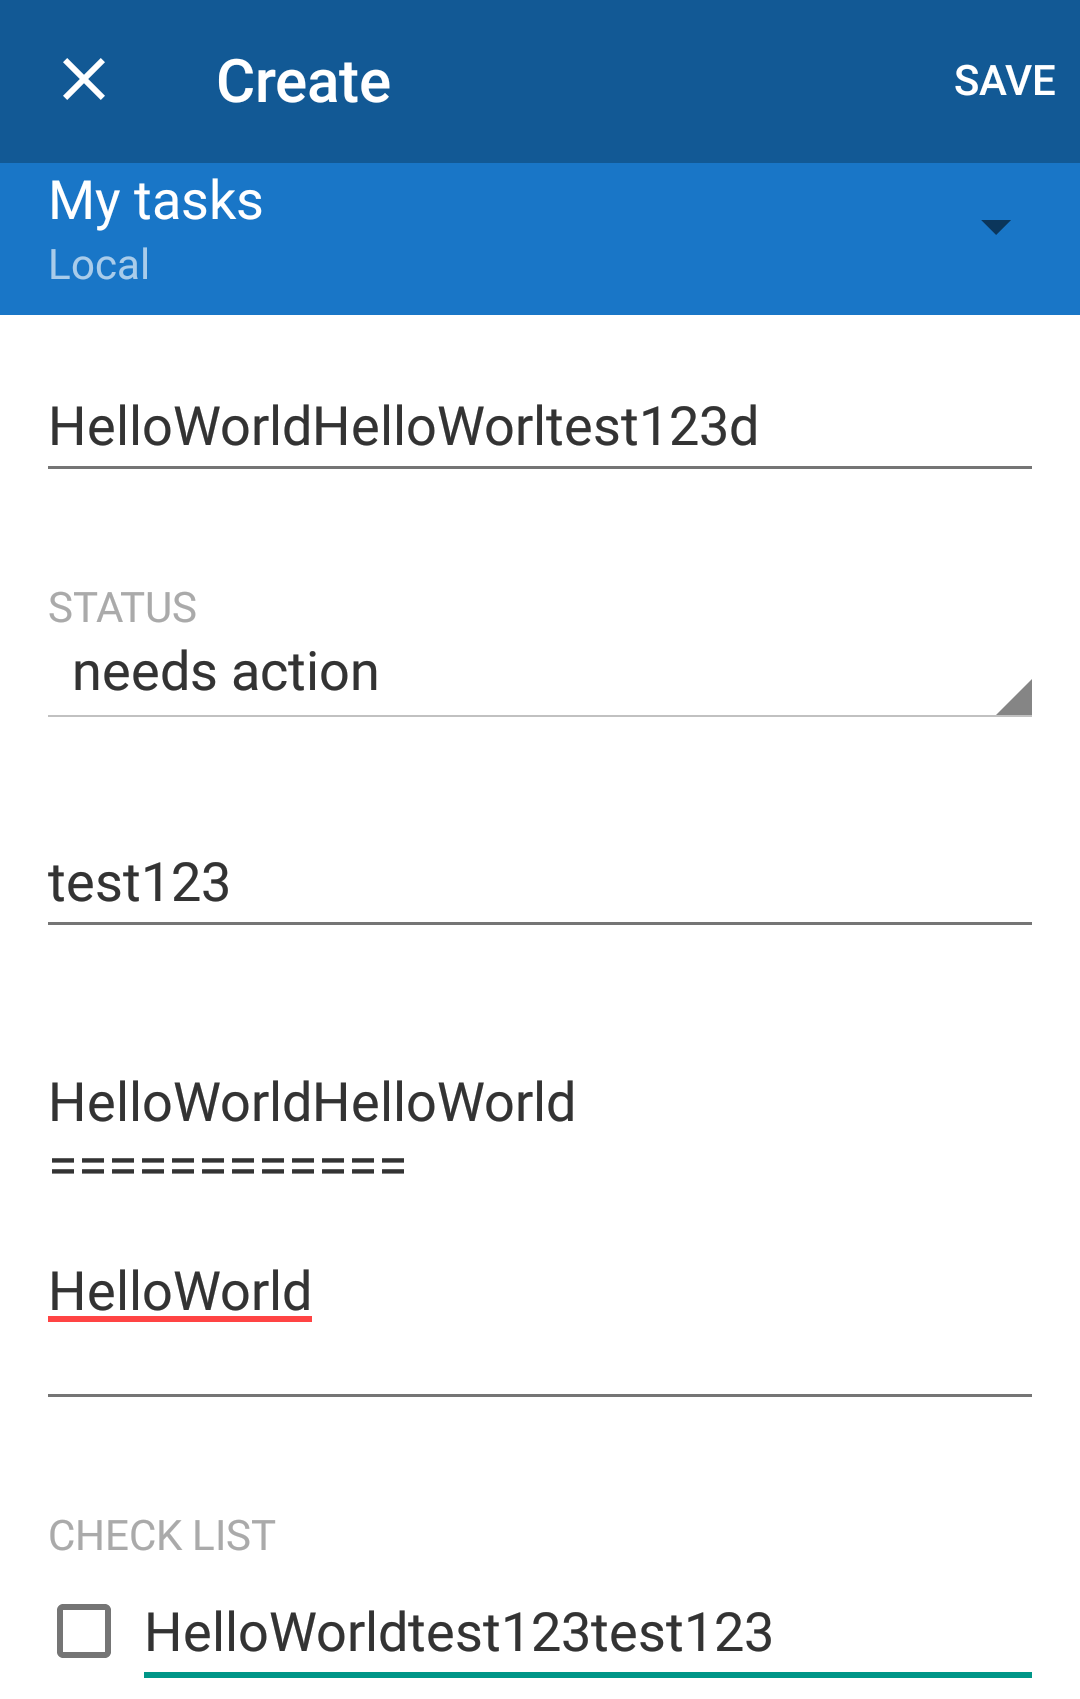 Create
SAVE
My tasks
Local
HelloWorldHelloWorltest123d
STATUS
needs action
test123
HelloWorldHelloWorld
============
HelloWorld
CHECK LIST
HelloWorldtest123test123